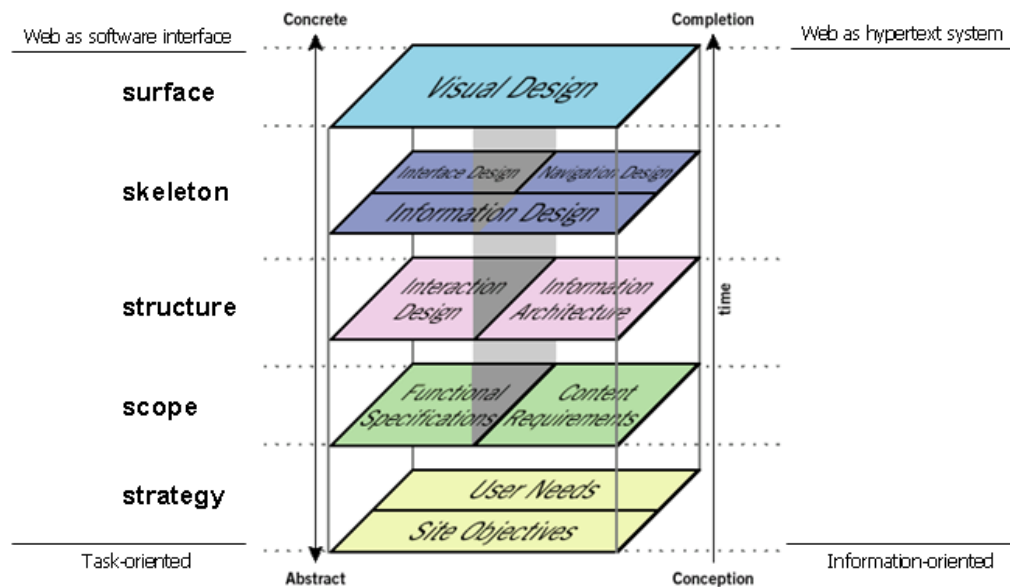 Concrete
Completion
Web as software interface
Web as hypertext system
surface
Visual Design
skeleton
Interface Design
Navigation Design
Information Design
structure
Interaction
Design
Information
Architecture
time
scope
Functional
Specifications
Content
Requirements
strategy
User Needs
Site Objectives
Task-oriented
Information-oriented
Abstract
Conception